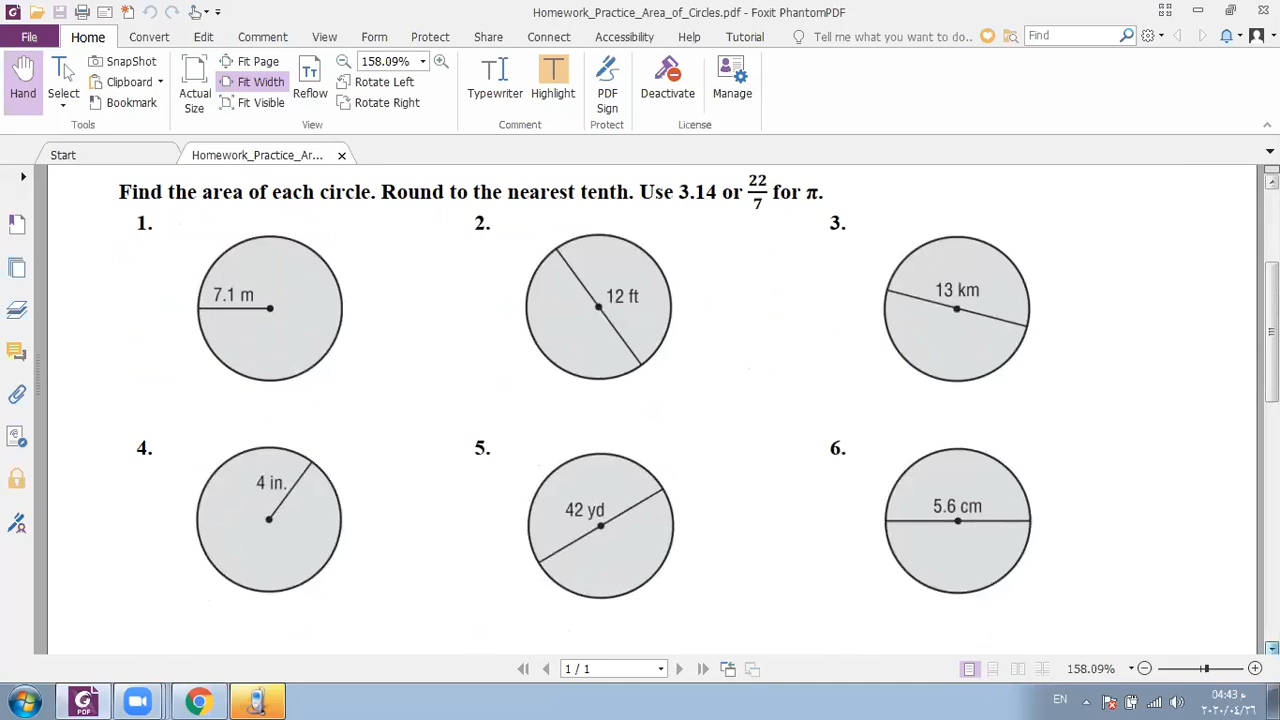 Homework_Practice_Area_of_Circles.pdf - Foxit PhantomPDF
File Home Convert Edit Comment View Form Protect Share Connect Accessibility Help Tutorial Tell me what you want to do.. Find
Hand
Select
SnapShot
Clipboard
Bookmark
Tools
Actual Size
Fit Page
Fit Width
Fit Visible
Reflow
158.09%
Rotate Left
Rotate Right
View
Typewriter
Highlight
Comment
PDF Sign
Protect
Deactivate
Manage
License
Start Homework_Practice_Ar...
Find the area of each circle. Round to the nearest tenth. Use 3.14 or 22/7 for π.
1. 2. 3.
7.1 m 12 ft 13 km
4. 5. 6.
4 in. 42 yd 5.6 cm
1 / 1 158.09%
PDF
EN
04:43 م
٢٠٢٠/٠٤/٢٦